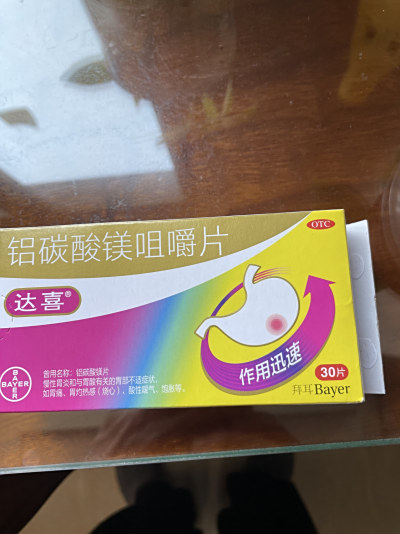 OTC
铝碳酸镁咀嚼片
达喜®
作用迅速
30片
曾用名称：铝碳酸镁片
慢性胃炎和与胃酸有关的胃部不适症状，
如胃痛、胃灼热感（烧心）、酸性嗳气、饱胀等。
BAYER
BAYER
拜耳Bayer